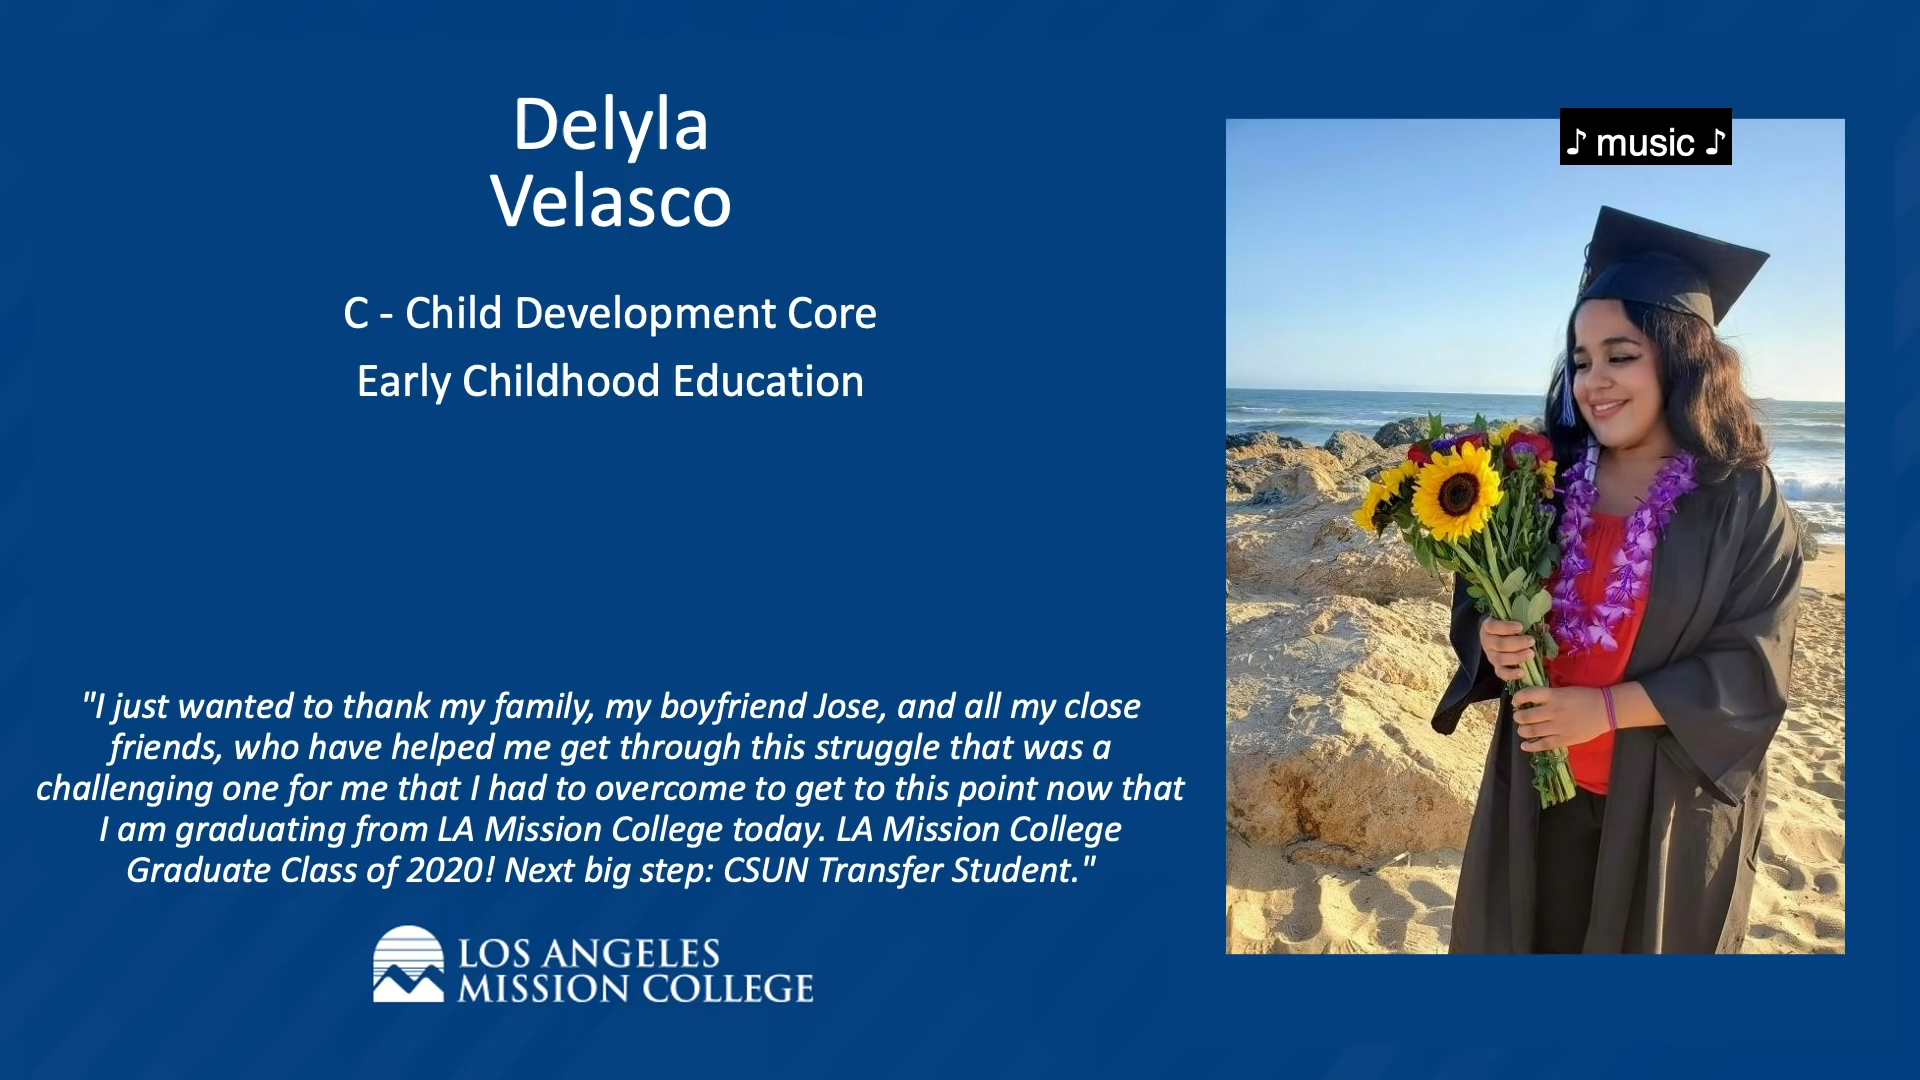 Delyla
Velasco
C - Child Development Core
Early Childhood Education
♪ music ♪
"I just wanted to thank my family, my boyfriend Jose, and all my close
friends, who have helped me get through this struggle that was a
challenging one for me that I had to overcome to get to this point now that
I am graduating from LA Mission College today. LA Mission College
Graduate Class of 2020! Next big step: CSUN Transfer Student."
LOS ANGELES
MISSION COLLEGE